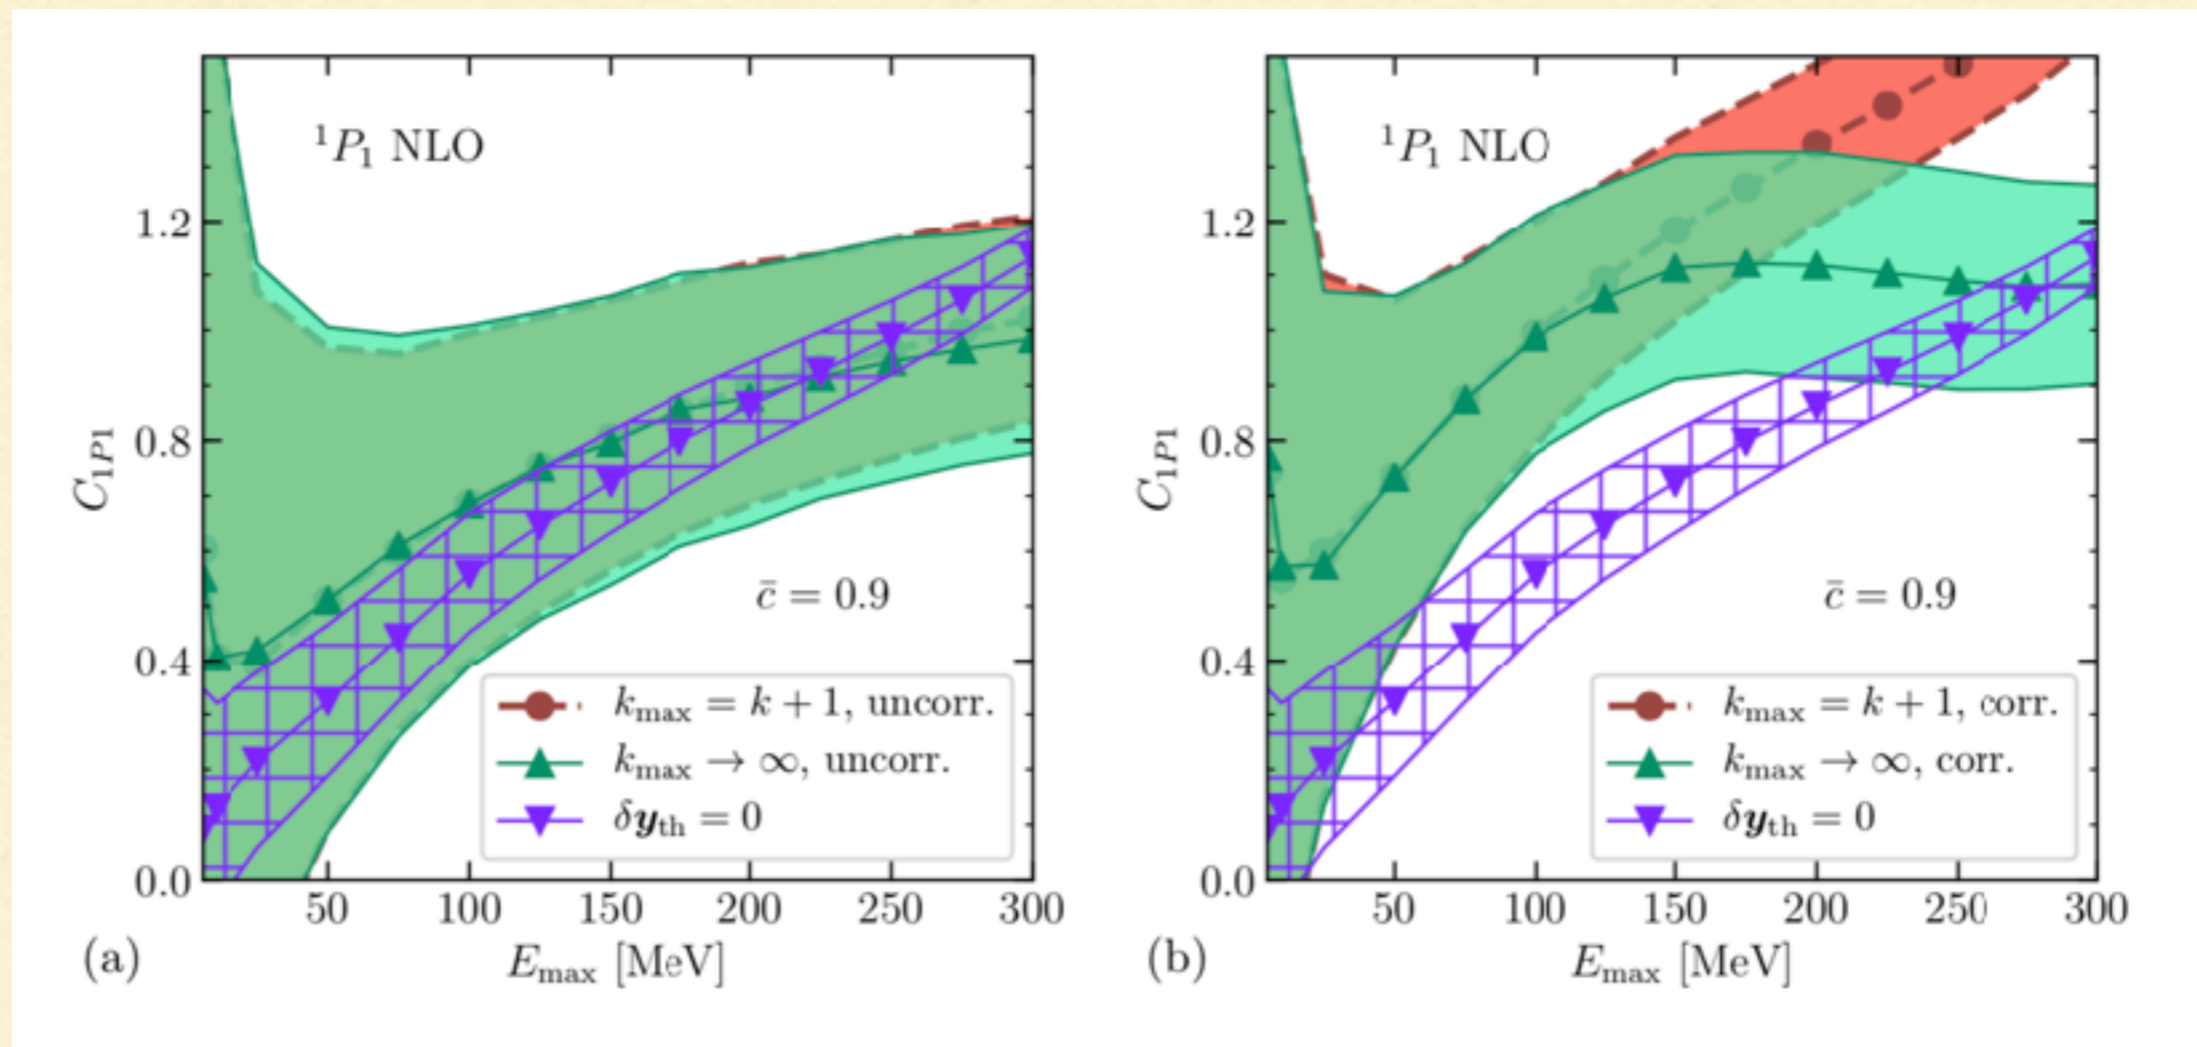 ¹P₁ NLO
1.2
0.8
0.4
0.0
C₁P₁
c̄ = 0.9
k_max = k + 1, uncorr.
k_max → ∞, uncorr.
δy_th = 0
50 100 150 200 250 300
(a)
E_max [MeV]
¹P₁ NLO
1.2
0.8
0.4
0.0
C₁P₁
c̄ = 0.9
k_max = k + 1, corr.
k_max → ∞, corr.
δy_th = 0
50 100 150 200 250 300
(b)
E_max [MeV]